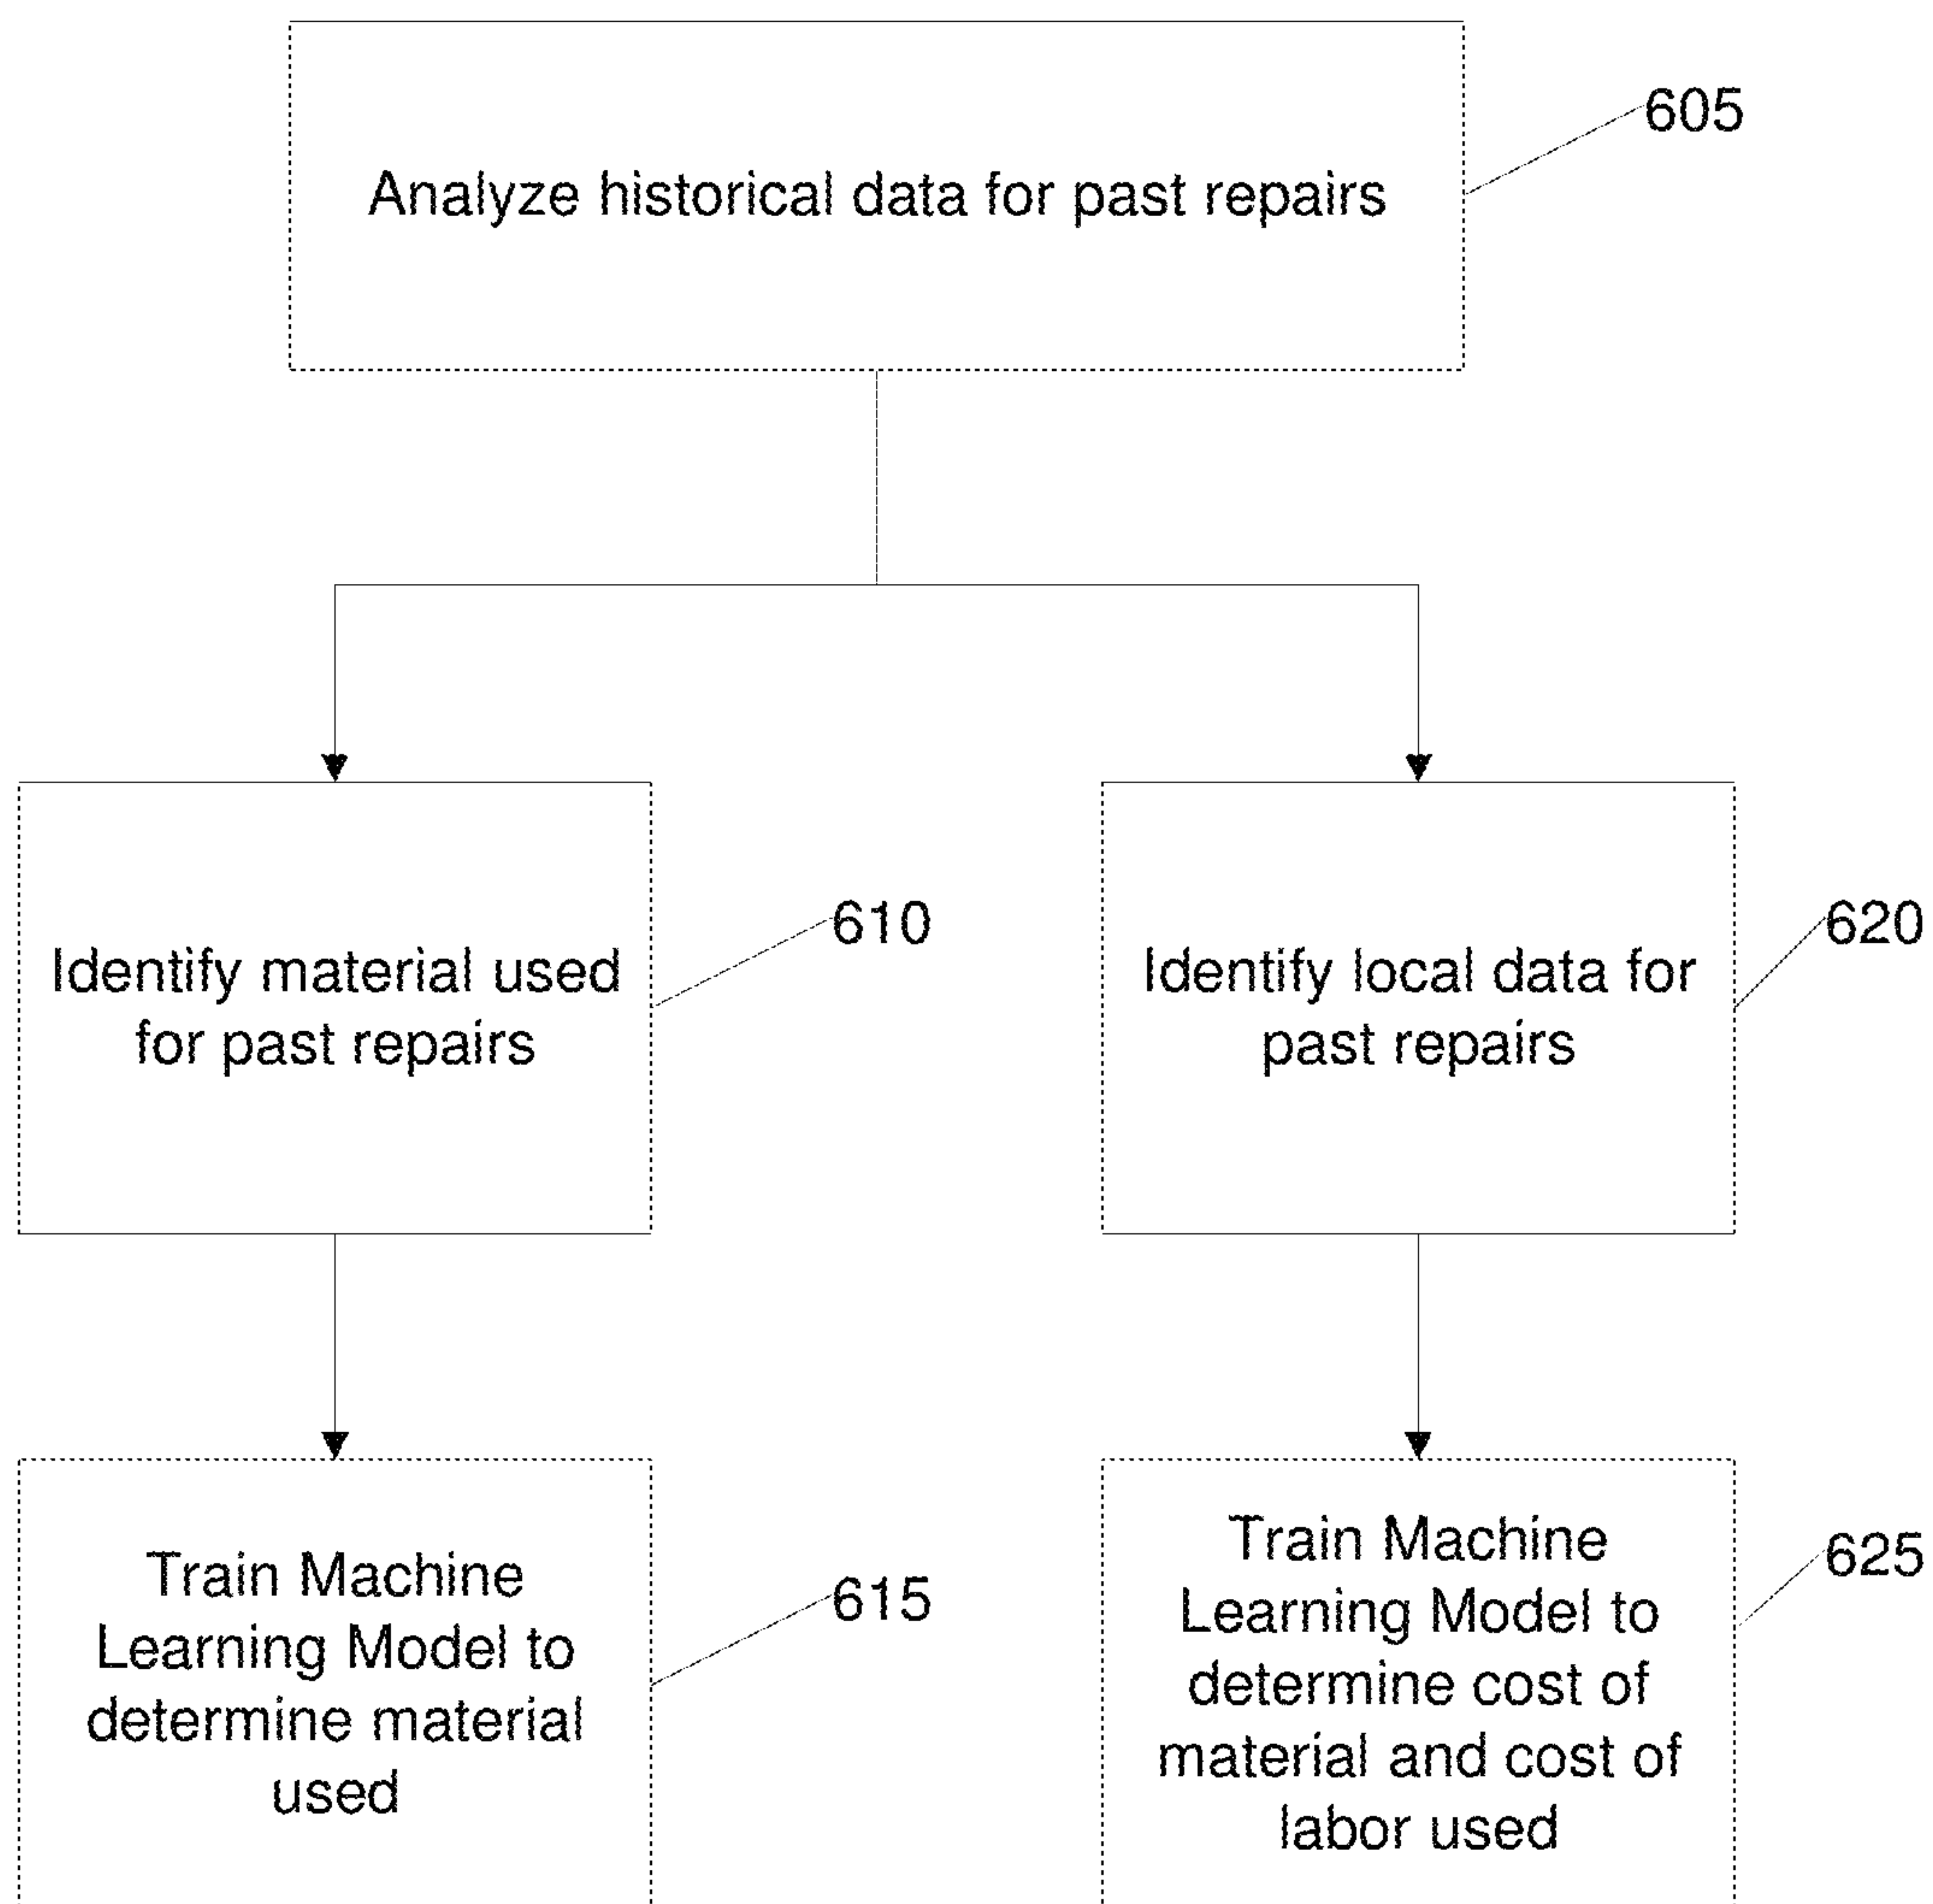 Analyze historical data for past repairs
605
Identify material used
for past repairs
610
Identify local data for
past repairs
620
Train Machine
Learning Model to
determine material
used
615
Train Machine
Learning Model to
determine cost of
material and cost of
labor used
625